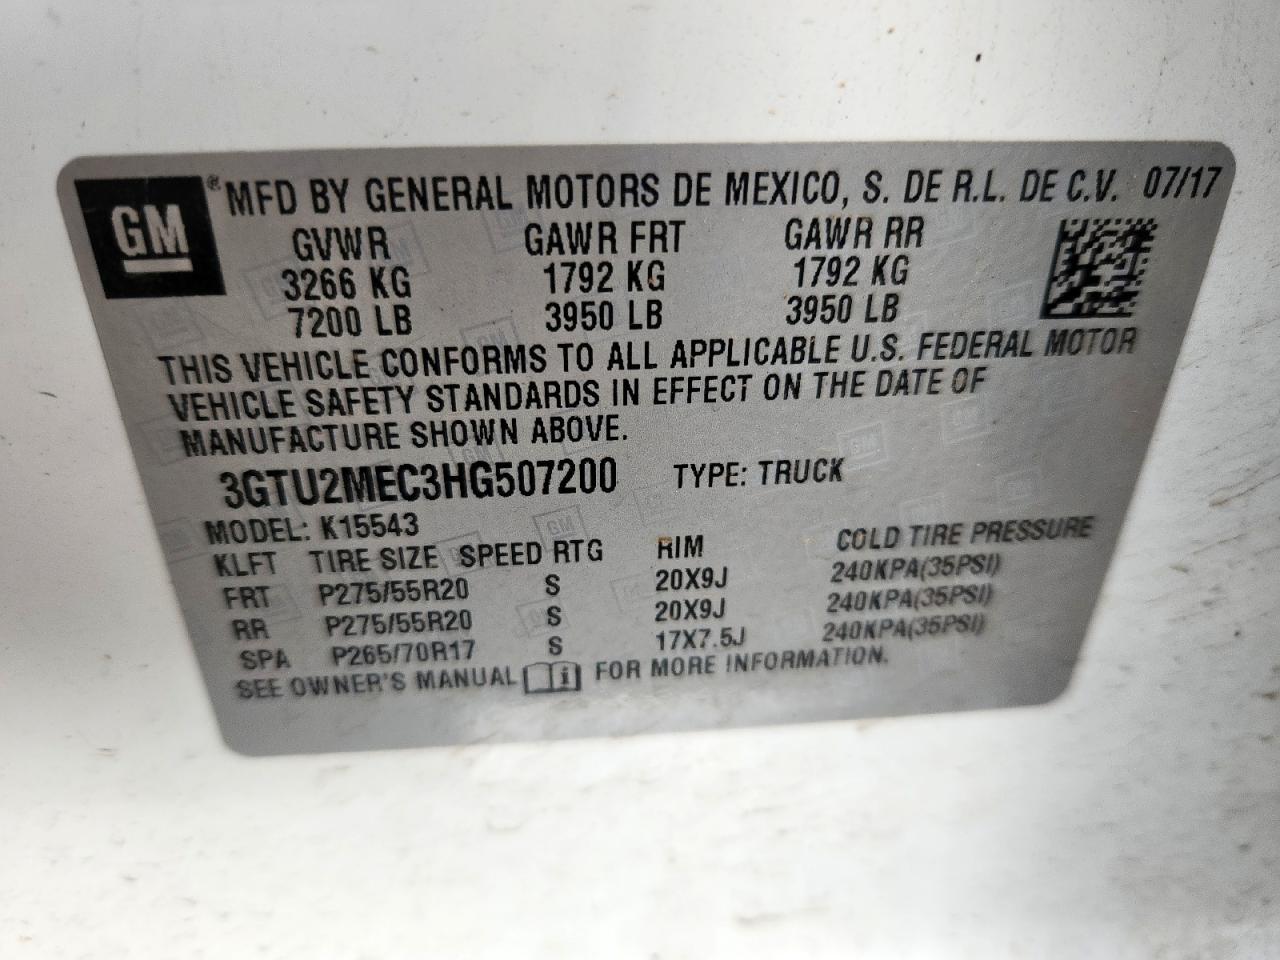 GM ® MFD BY GENERAL MOTORS DE MEXICO, S. DE R.L. DE C.V. 07/17
GVWR GAWR FRT GAWR RR
3266 KG 1792 KG 1792 KG
7200 LB 3950 LB 3950 LB
THIS VEHICLE CONFORMS TO ALL APPLICABLE U.S. FEDERAL MOTOR
VEHICLE SAFETY STANDARDS IN EFFECT ON THE DATE OF
MANUFACTURE SHOWN ABOVE.
3GTU2MEC3HG507200 TYPE: TRUCK
MODEL: K15543
KLFT TIRE SIZE SPEED RTG RIM COLD TIRE PRESSURE
FRT P275/55R20 S 20X9J 240KPA(35PSI)
RR P275/55R20 S 20X9J 240KPA(35PSI)
SPA P265/70R17 S 17X7.5J 240KPA(35PSI)
SEE OWNER'S MANUAL i FOR MORE INFORMATION.